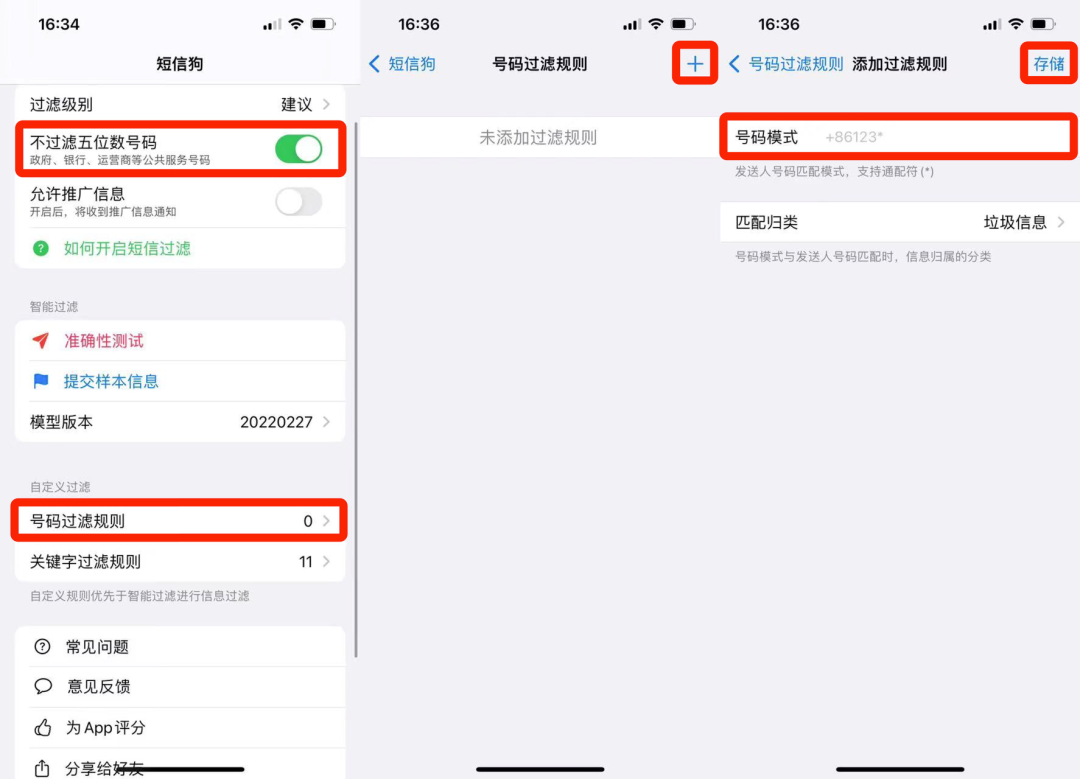 16:34
短信狗
过滤级别
建议
不过滤五位数号码
政府、银行、运营商等公共服务号码
允许推广信息
开启后，将收到推广信息通知
如何开启短信过滤
智能过滤
准确性测试
提交样本信息
模型版本
20220227
自定义过滤
号码过滤规则
0
关键字过滤规则
11
自定义规则优先于智能过滤进行信息过滤
常见问题
意见反馈
为App评分
分享给好友
16:36
短信狗
号码过滤规则
未添加过滤规则
16:36
号码过滤规则
添加过滤规则
存储
号码模式
+86123*
发送人号码匹配模式，支持通配符(*)
匹配归类
垃圾信息
号码模式与发送人号码匹配时，信息归属的分类